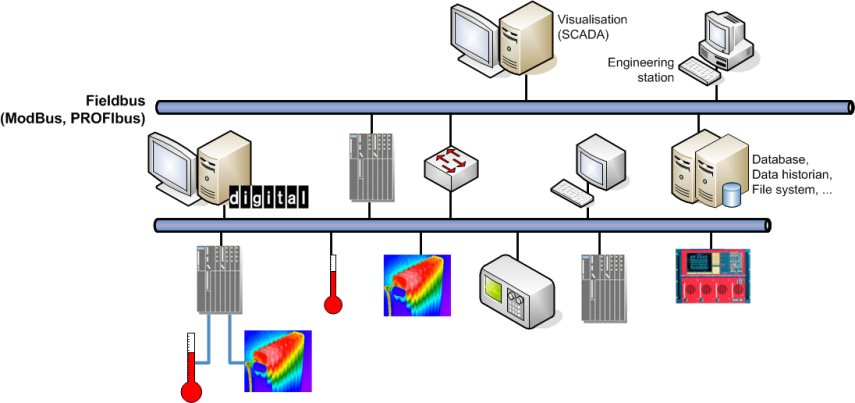 Visualisation
(SCADA)
Engineering
station
Fieldbus
(ModBus, PROFIbus)
digital
Database,
Data historian,
File system, ...